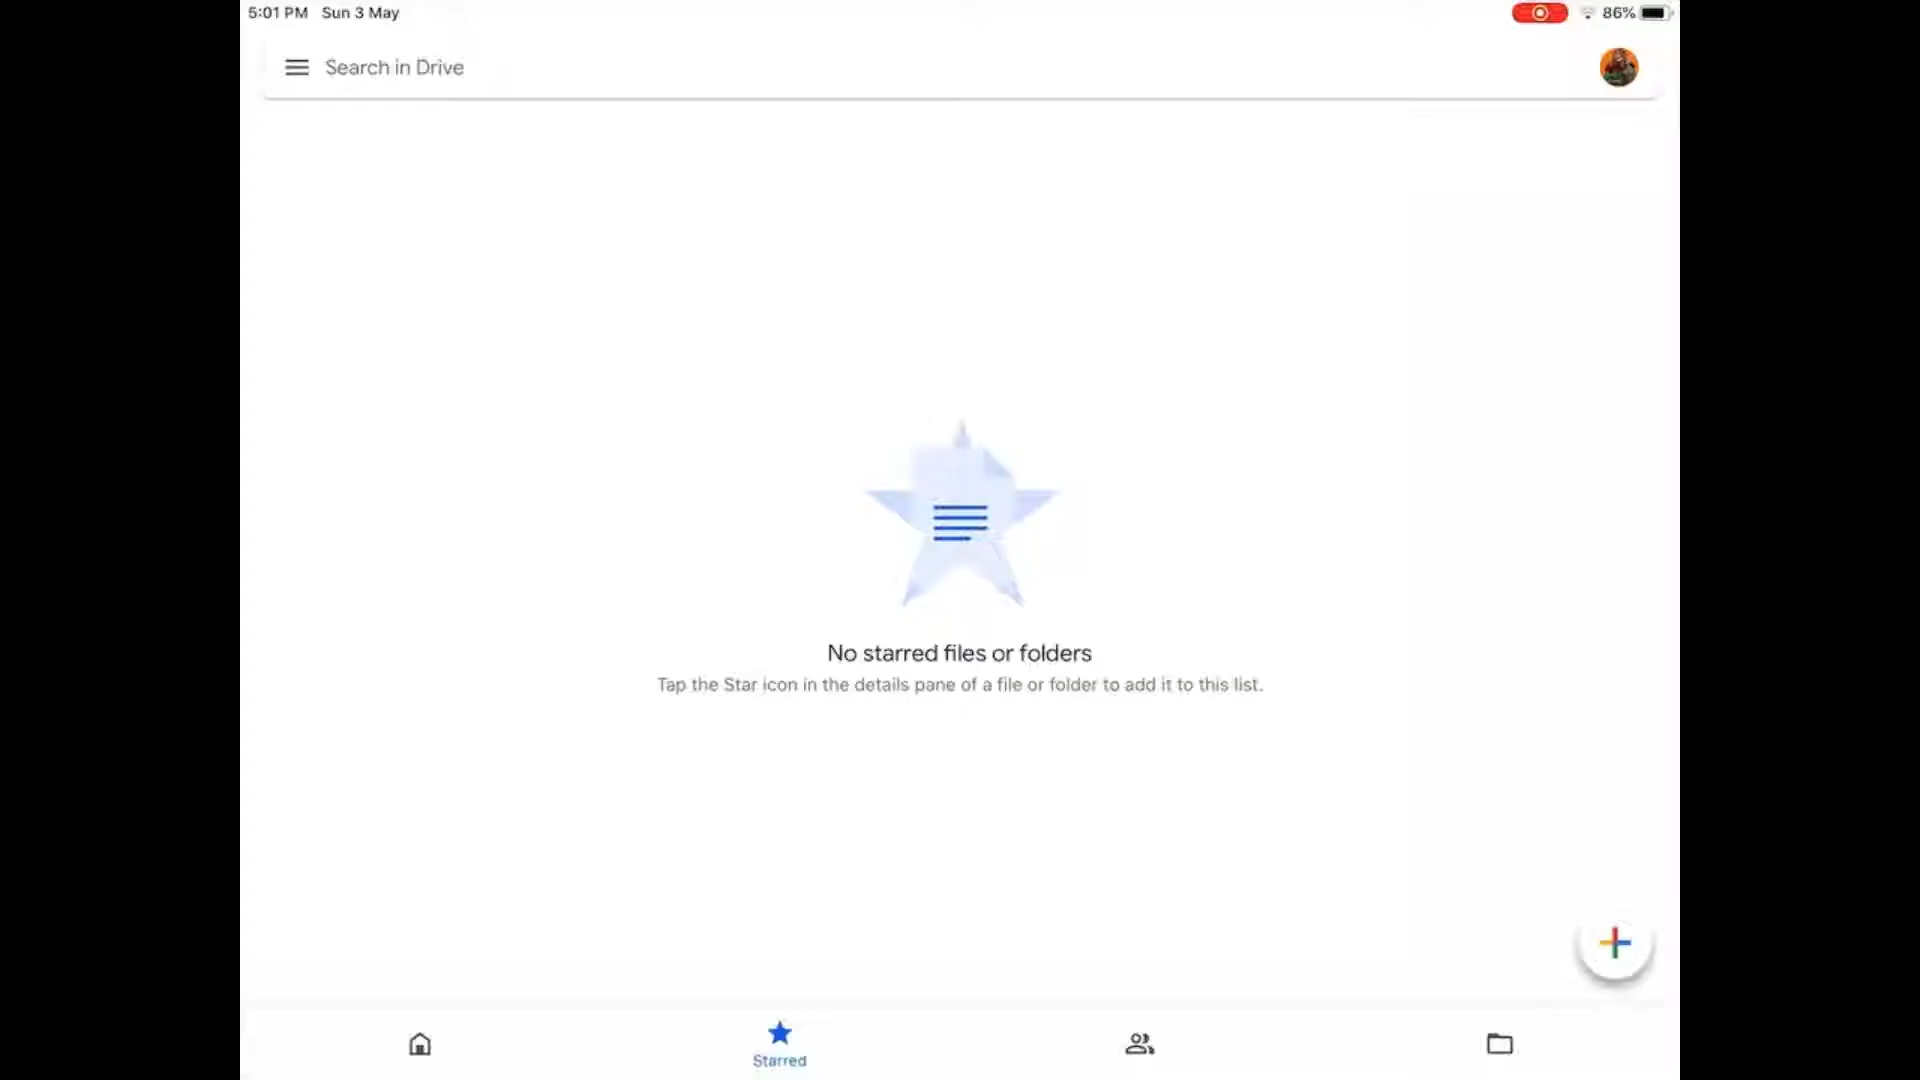 5:01 PM Sun 3 May
86%
Search in Drive
No starred files or folders
Tap the Star icon in the details pane of a file or folder to add it to this list.
Starred